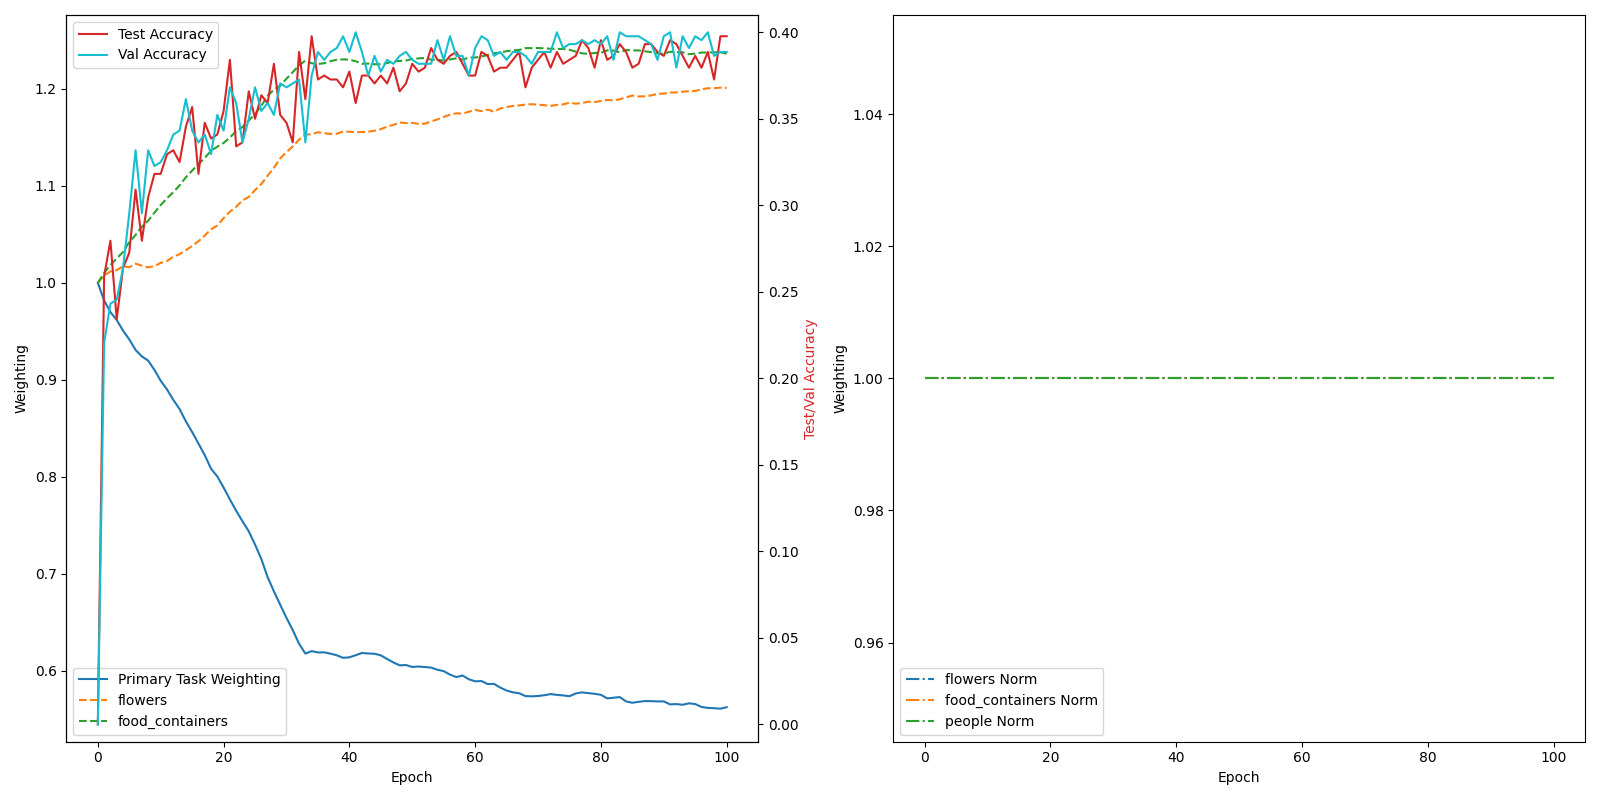 Test Accuracy
Val Accuracy
1.2
1.1
1.0
0.9
0.8
0.7
0.6
Weighting
Primary Task Weighting
flowers
food_containers
0 20 40 60 80 100
Epoch
0.40
0.35
0.30
0.25
0.20
0.15
0.10
0.05
0.00
Test/Val Accuracy
1.04
1.02
1.00
0.98
0.96
Weighting
flowers Norm
food_containers Norm
people Norm
0 20 40 60 80 100
Epoch